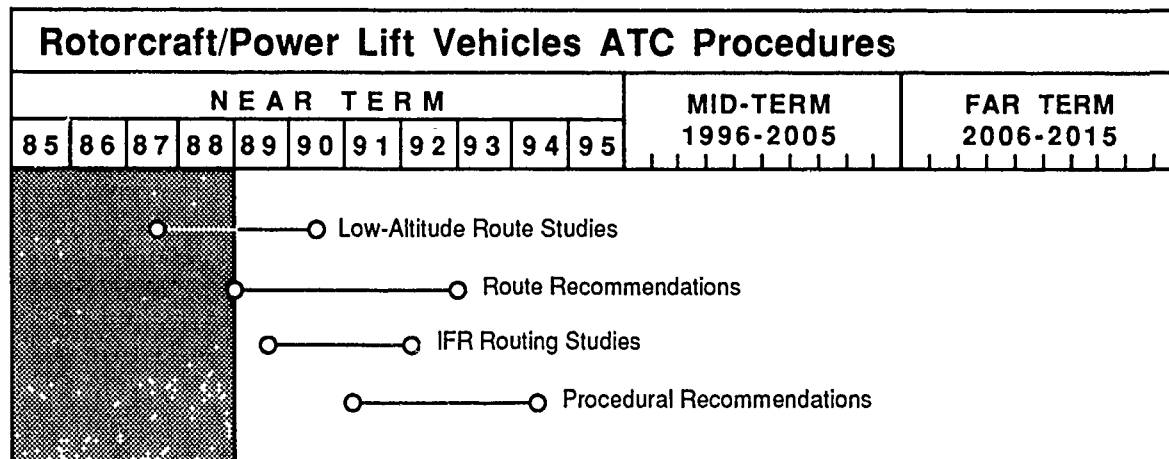 Rotorcraft/Power Lift Vehicles ATC Procedures
NEAR TERM
MID-TERM
1996-2005
FAR TERM
2006-2015
85 86 87 88 89 90 91 92 93 94 95
Low-Altitude Route Studies
Route Recommendations
IFR Routing Studies
Procedural Recommendations